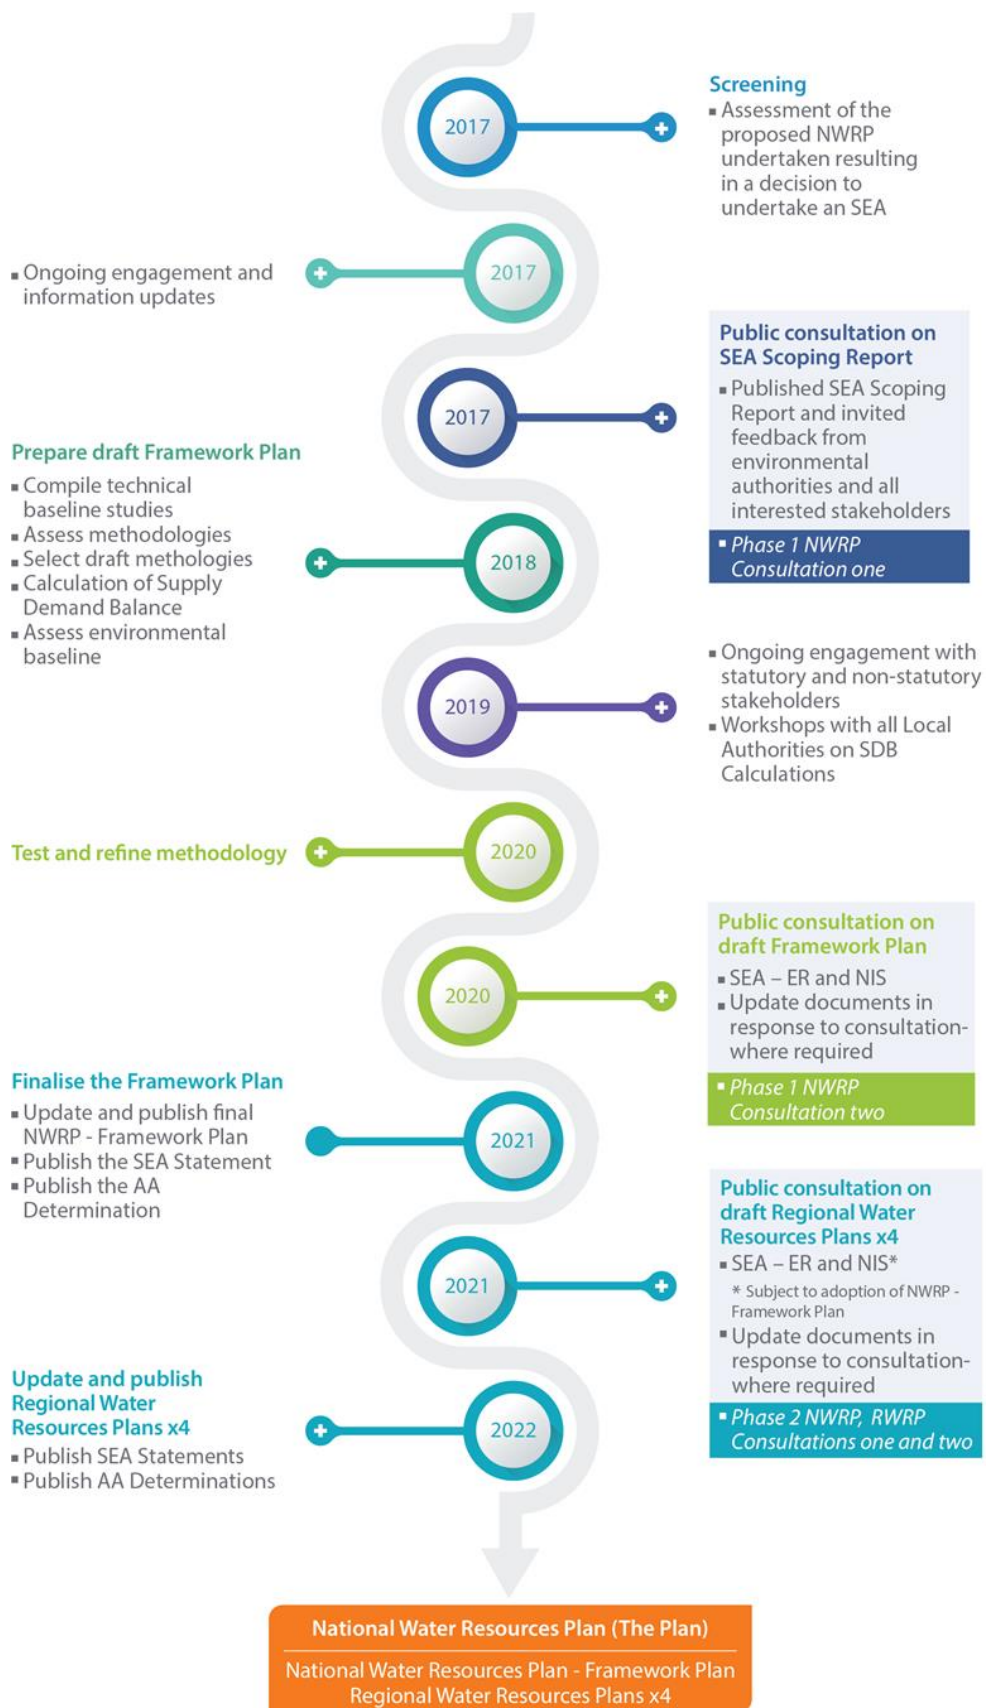 2017
Screening
▪ Assessment of the
proposed NWRP
undertaken resulting
in a decision to
undertake an SEA
2017
▪ Ongoing engagement and
information updates
2017
Public consultation on
SEA Scoping Report
▪ Published SEA Scoping
Report and invited
feedback from
environmental
authorities and all
interested stakeholders
▪ Phase 1 NWRP
Consultation one
Prepare draft Framework Plan
▪ Compile technical
baseline studies
▪ Assess methodologies
▪ Select draft methologies
▪ Calculation of Supply
Demand Balance
▪ Assess environmental
baseline
2018
2019
▪ Ongoing engagement with
statutory and non-statutory
stakeholders
▪ Workshops with all Local
Authorities on SDB
Calculations
Test and refine methodology
2020
2020
Public consultation on
draft Framework Plan
▪ SEA – ER and NIS
▪ Update documents in
response to consultation-
where required
▪ Phase 1 NWRP
Consultation two
Finalise the Framework Plan
▪ Update and publish final
NWRP - Framework Plan
▪ Publish the SEA Statement
▪ Publish the AA
Determination
2021
2021
Public consultation on
draft Regional Water
Resources Plans x4
▪ SEA – ER and NIS*
* Subject to adoption of NWRP -
Framework Plan
▪ Update documents in
response to consultation-
where required
▪ Phase 2 NWRP, RWRP
Consultations one and two
Update and publish
Regional Water
Resources Plans x4
▪ Publish SEA Statements
▪ Publish AA Determinations
2022
National Water Resources Plan (The Plan)
National Water Resources Plan - Framework Plan
Regional Water Resources Plans x4